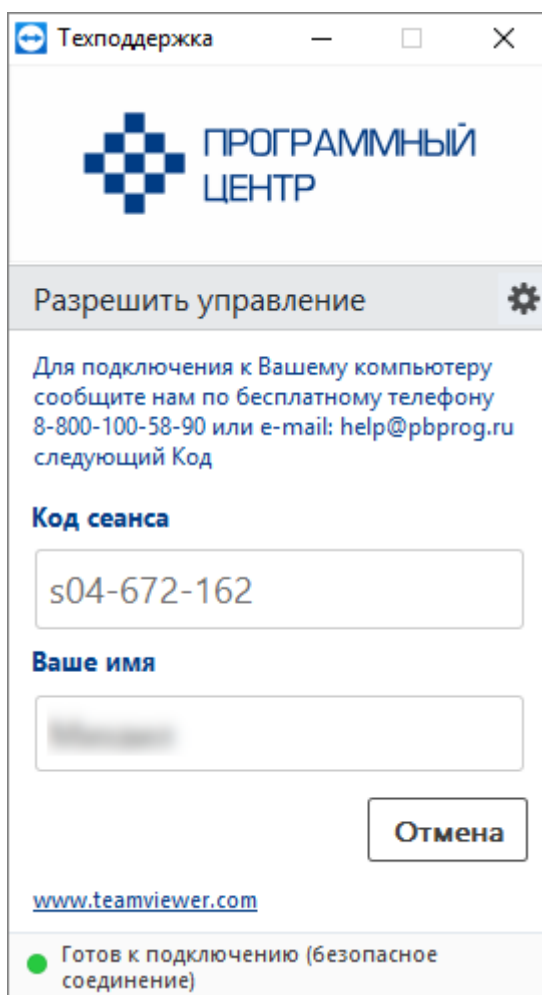 Техподдержка
ПРОГРАММНЫЙ
ЦЕНТР
Разрешить управление
Для подключения к Вашему компьютеру
сообщите нам по бесплатному телефону
8-800-100-58-90 или e-mail: help@pbprog.ru
следующий Код
Код сеанса
s04-672-162
Ваше имя
Отмена
www.teamviewer.com
Готов к подключению (безопасное
соединение)